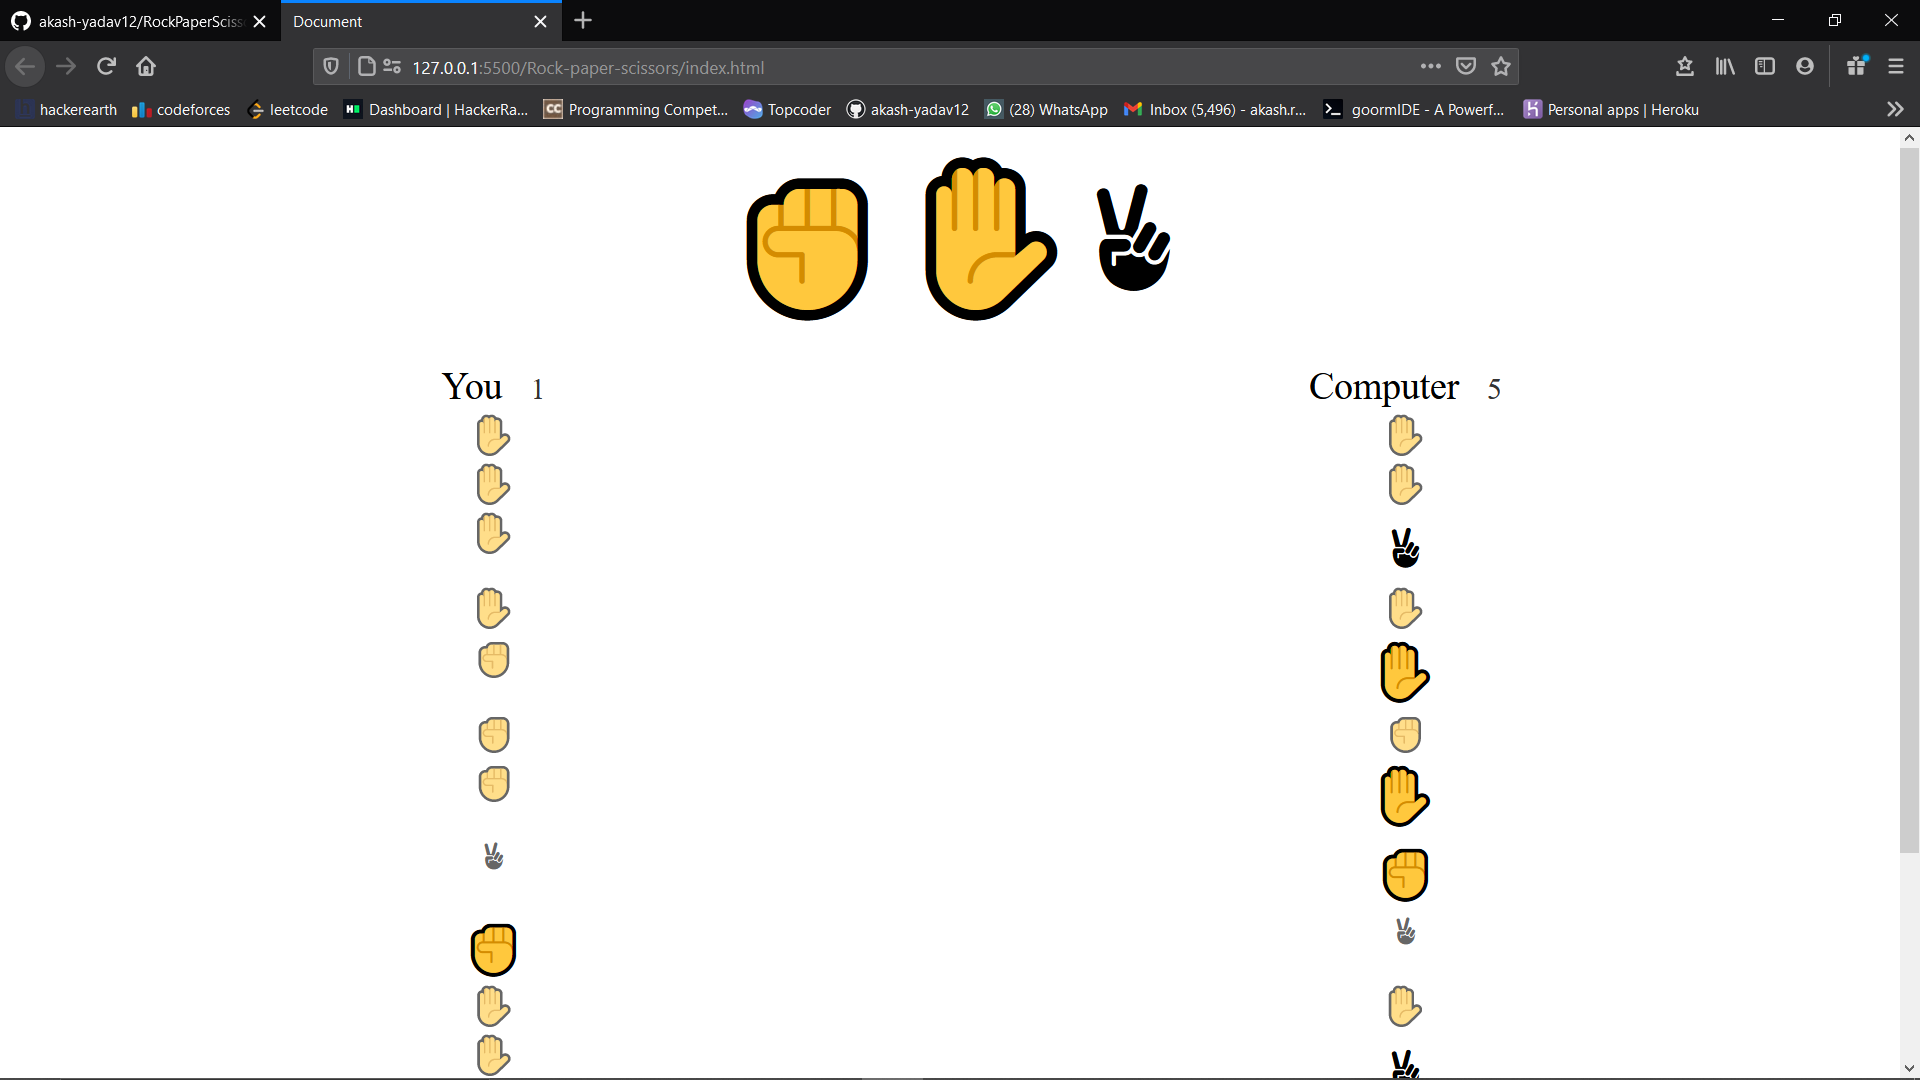 akash-yadav12/RockPaperSciss
Document
127.0.0.1:5500/Rock-paper-scissors/index.html
hackerearth codeforces leetcode Dashboard | HackerRa... Programming Compet... Topcoder akash-yadav12 (28) WhatsApp Inbox (5,496) - akash.r... goormIDE - A Powerf... Personal apps | Heroku
You 1 Computer 5